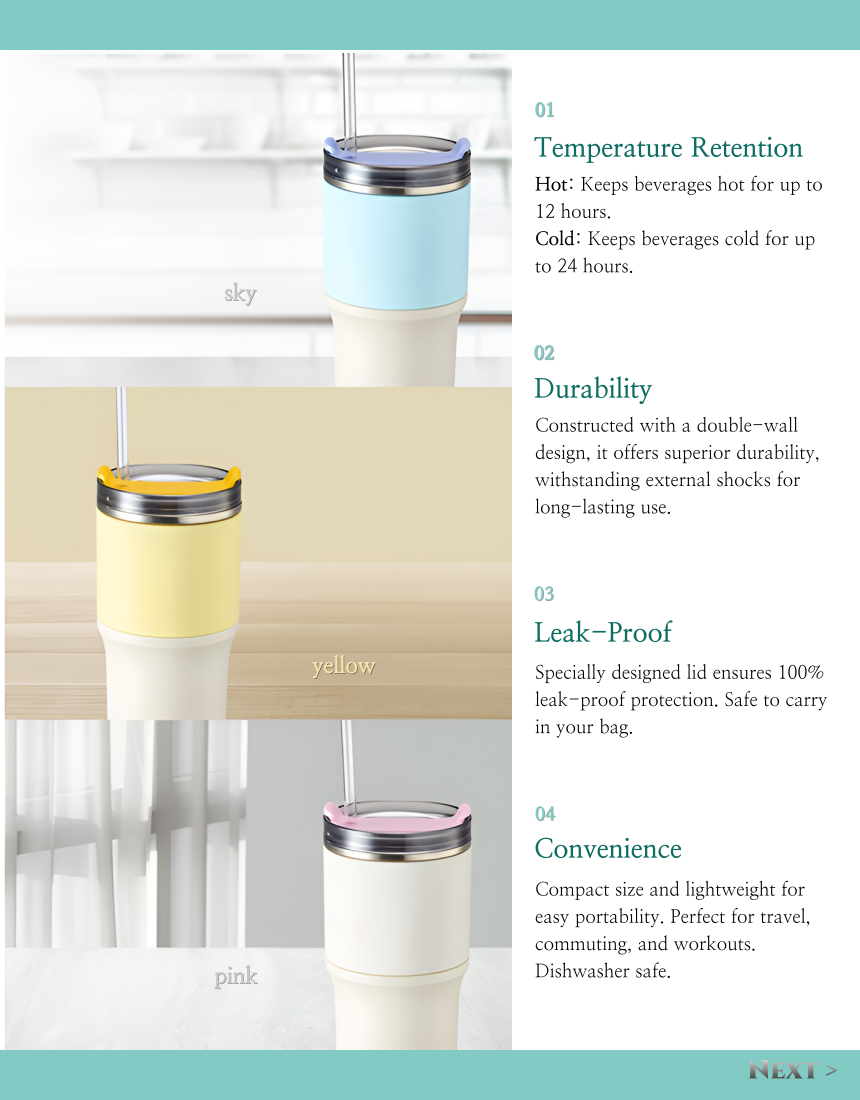 01
Temperature Retention
Hot: Keeps beverages hot for up to
12 hours.
Cold: Keeps beverages cold for up
to 24 hours.
sky
02
Durability
Constructed with a double-wall
design, it offers superior durability,
withstanding external shocks for
long-lasting use.
03
Leak-Proof
Specially designed lid ensures 100%
leak-proof protection. Safe to carry
in your bag.
yellow
04
Convenience
Compact size and lightweight for
easy portability. Perfect for travel,
commuting, and workouts.
Dishwasher safe.
pink
NEXT >